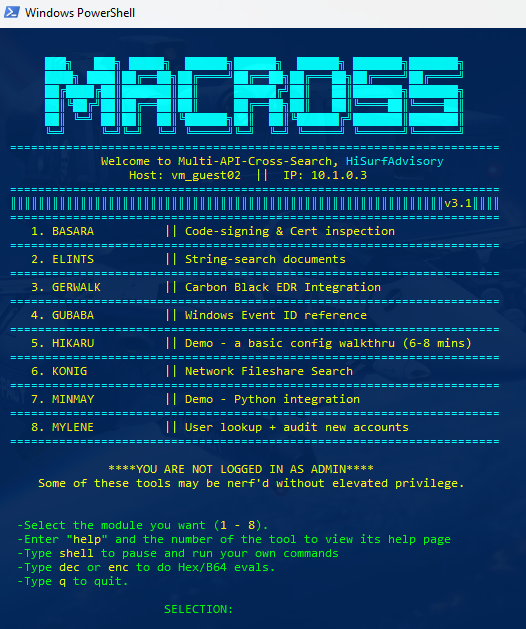 Windows PowerShell
MACROSS
======================================================================
Welcome to Multi-API-Cross-Search, HiSurfAdvisory
Host: vm_guest02 || IP: 10.1.0.3
======================================================================
v3.1
======================================================================
1. BASARA || Code-signing & Cert inspection
======================================================================
2. ELINTS || String-search documents
======================================================================
3. GERWALK || Carbon Black EDR Integration
======================================================================
4. GUBABA || Windows Event ID reference
======================================================================
5. HIKARU || Demo - a basic config walkthru (6-8 mins)
======================================================================
6. KONIG || Network Fileshare Search
======================================================================
7. MINMAY || Demo - Python integration
======================================================================
8. MYLENE || User lookup + audit new accounts
======================================================================
****YOU ARE NOT LOGGED IN AS ADMIN****
Some of these tools may be nerf'd without elevated privilege.
-Select the module you want (1 - 8).
-Enter "help" and the number of the tool to view its help page
-Type shell to pause and run your own commands
-Type dec or enc to do Hex/B64 evals.
-Type q to quit.
SELECTION: